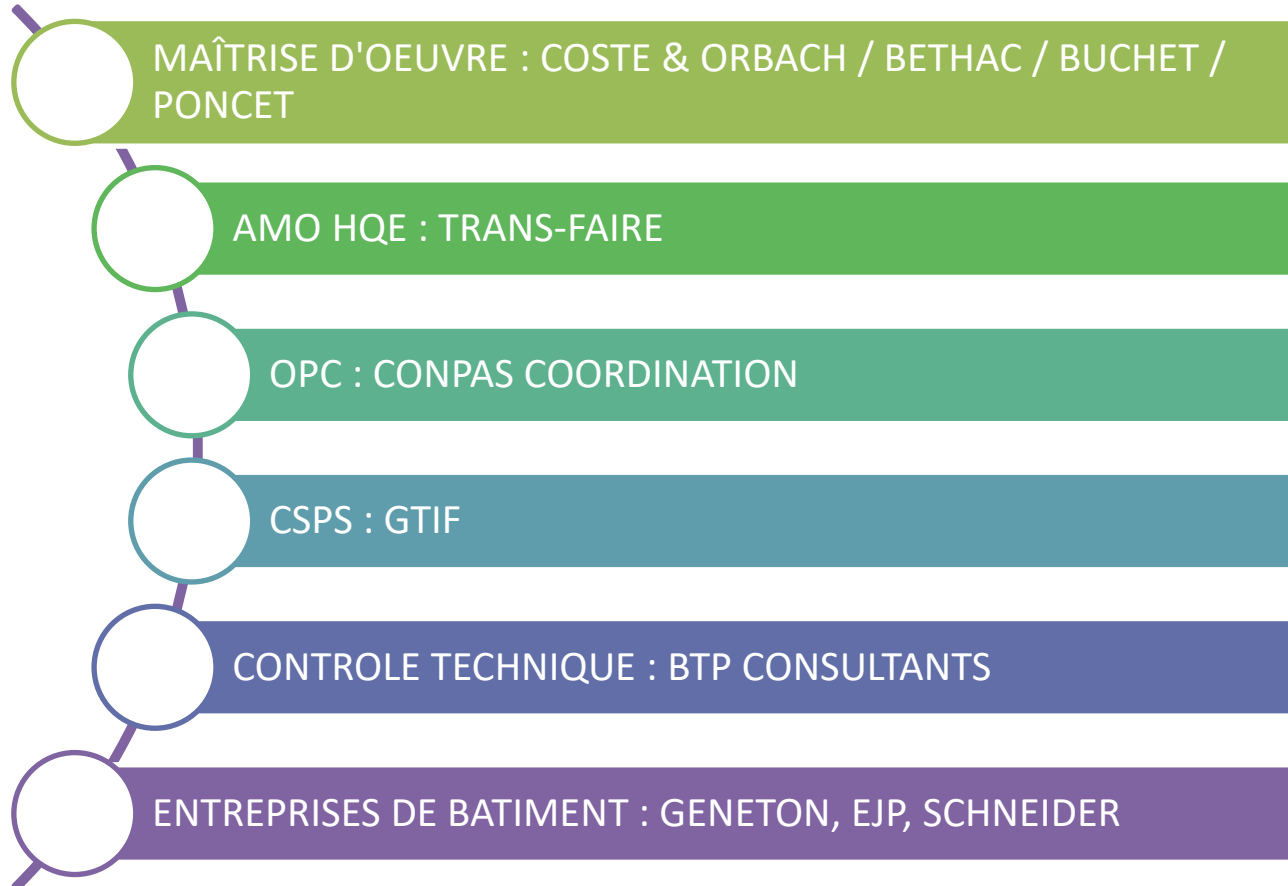 MAÎTRISE D'OEUVRE : COSTE & ORBACH / BETHAC / BUCHET /
PONCET
AMO HQE : TRANS-FAIRE
OPC : CONPAS COORDINATION
CSPS : GTIF
CONTROLE TECHNIQUE : BTP CONSULTANTS
ENTREPRISES DE BATIMENT : GENETON, EJP, SCHNEIDER